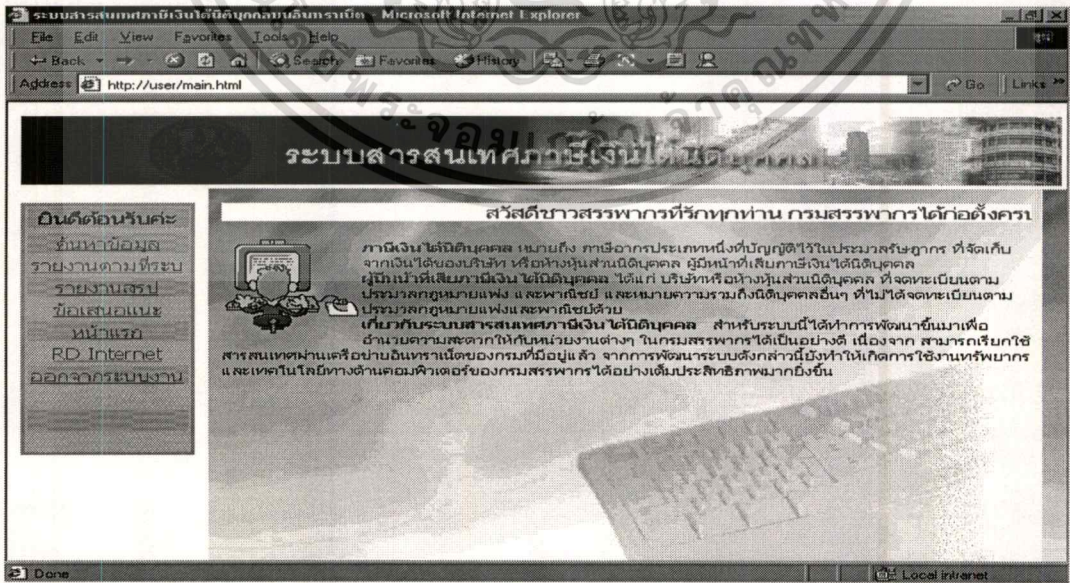 ระบบสารสนเทศภาษีเงินได้นิติบุคคลบนอินทราเน็ต - Microsoft Internet Explorer
File Edit View Favorites Tools Help
Back Search Favorites History
Address http://user/main.html Go Links
พระจอมเกล้าเจ้าคุณ
ระบบสารสนเทศภาษีเงินได้นิติบุคคล
ยินดีต้อนรับค่ะ
ค้นหาข้อมูล
รายงานตามที่ระบุ
รายงานสรุป
ข้อเสนอแนะ
หน้าแรก
RD Internet
ออกจากระบบงาน
สวัสดีชาวสรรพากรที่รักทุกท่าน กรมสรรพากรได้ก่อตั้งครบ
ภาษีเงินได้นิติบุคคล หมายถึง ภาษีอากรประเภทหนึ่งที่บัญญัติไว้ในประมวลรัษฎากร ที่จัดเก็บ
จากเงินได้ของบริษัท หรือห้างหุ้นส่วนนิติบุคคล ผู้มีหน้าที่เสียภาษีเงินได้นิติบุคคล
ผู้มีหน้าที่เสียภาษีเงินได้นิติบุคคล ได้แก่ บริษัทหรือห้างหุ้นส่วนนิติบุคคล ที่จดทะเบียนตาม
ประมวลกฎหมายแพ่ง และพาณิชย์ และหมายความรวมถึงนิติบุคคลอื่นๆ ที่ไม่ได้จดทะเบียนตาม
ประมวลกฎหมายแพ่งและพาณิชย์ด้วย
เกี่ยวกับระบบสารสนเทศภาษีเงินได้นิติบุคคล สำหรับระบบนี้ได้ทำการพัฒนาขึ้นมาเพื่อ
อำนวยความสะดวกให้กับหน่วยงานต่างๆ ในกรมสรรพากรได้เป็นอย่างดี เนื่องจาก สามารถเรียกใช้
สารสนเทศผ่านเครือข่ายอินทราเน็ตของกรมที่มีอยู่แล้ว จากการพัฒนาระบบดังกล่าวนี้ยังทำให้เกิดการใช้งานทรัพยากร
และเทคโนโลยีทางด้านคอมพิวเตอร์ของกรมสรรพากรได้อย่างเต็มประสิทธิภาพมากยิ่งขึ้น
Done Local intranet